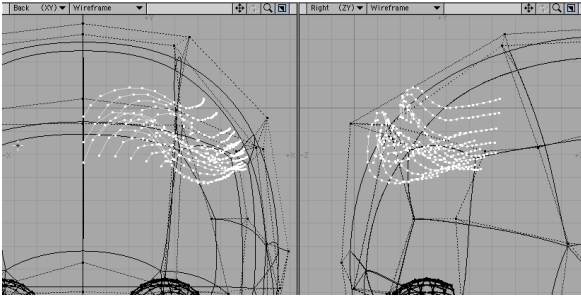 Back (XY) Wireframe
Right (ZY) Wireframe
+Y
+Y
-X
+X
-Z